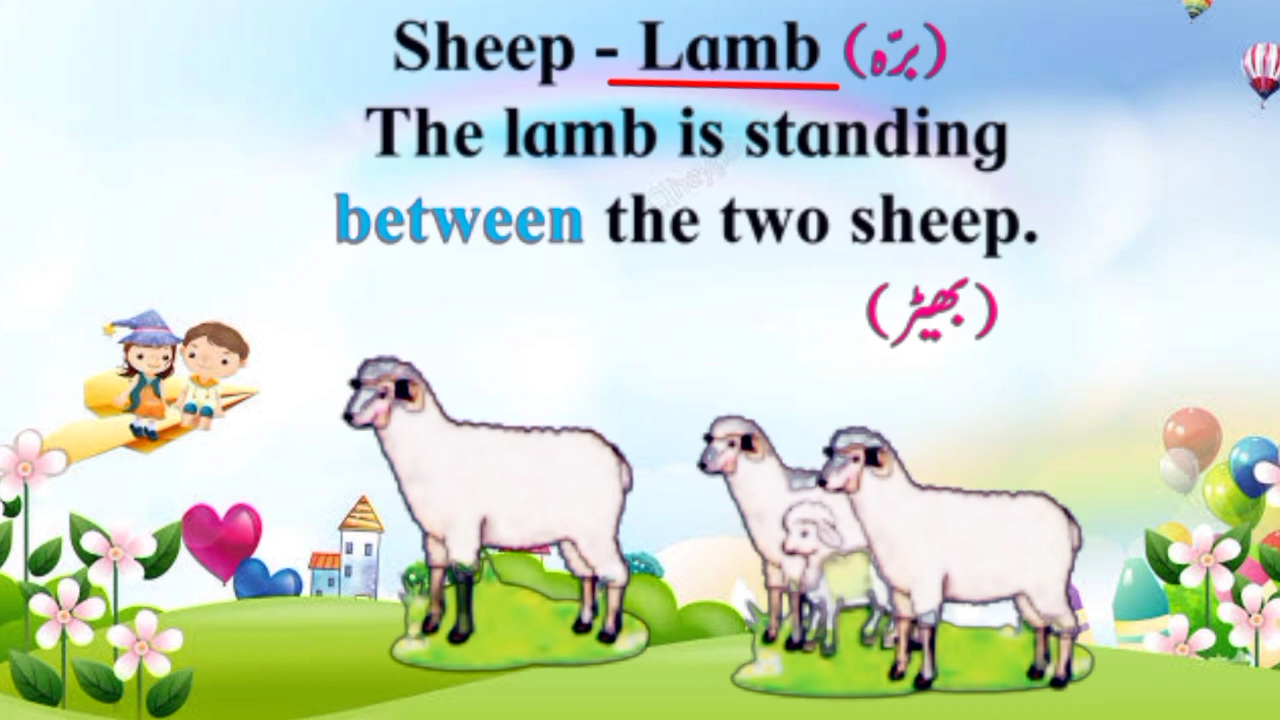 Sheep - Lamb (برّہ)
The lamb is standing
between the two sheep.
(بھیڑ)